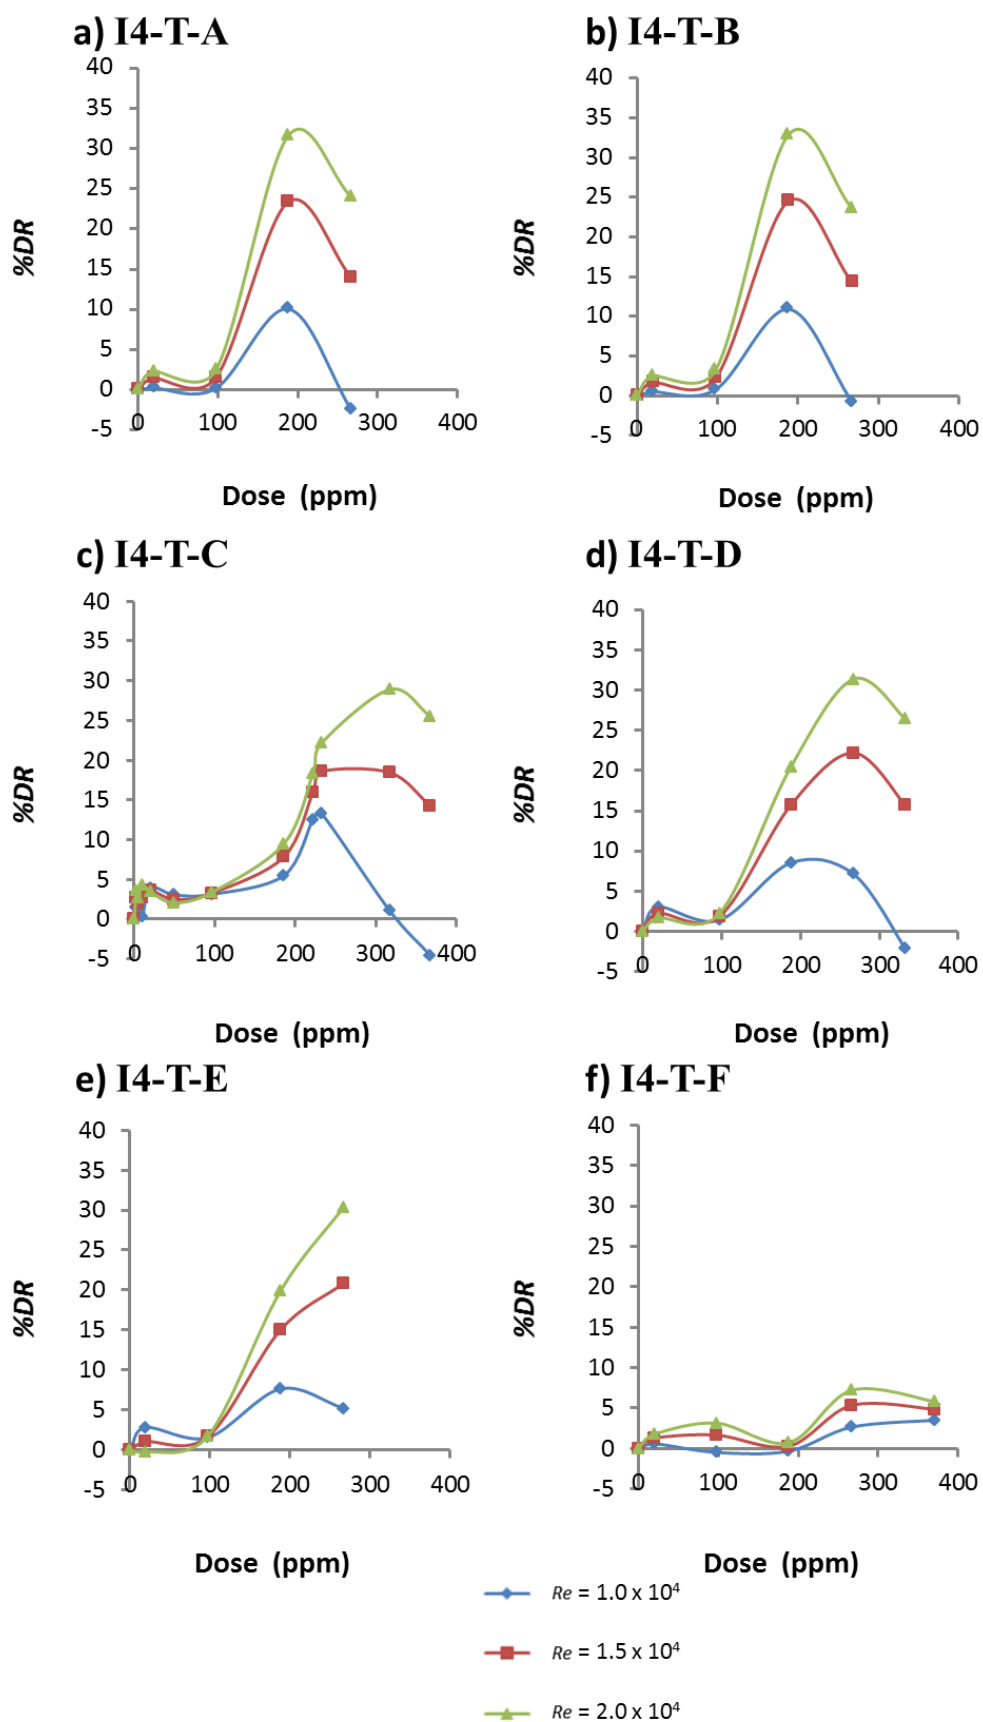 a) I4-T-A
40
35
30
25
20
15
10
5
0
-5
%DR
0 100 200 300 400
Dose (ppm)
b) I4-T-B
40
35
30
25
20
15
10
5
0
-5
%DR
0 100 200 300 400
Dose (ppm)
c) I4-T-C
40
35
30
25
20
15
10
5
0
-5
%DR
0 100 200 300 400
Dose (ppm)
d) I4-T-D
40
35
30
25
20
15
10
5
0
-5
%DR
0 100 200 300 400
Dose (ppm)
e) I4-T-E
40
35
30
25
20
15
10
5
0
-5
%DR
0 100 200 300 400
Dose (ppm)
f) I4-T-F
40
35
30
25
20
15
10
5
0
-5
%DR
0 100 200 300 400
Dose (ppm)
Re = 1.0 x 10⁴
Re = 1.5 x 10⁴
Re = 2.0 x 10⁴